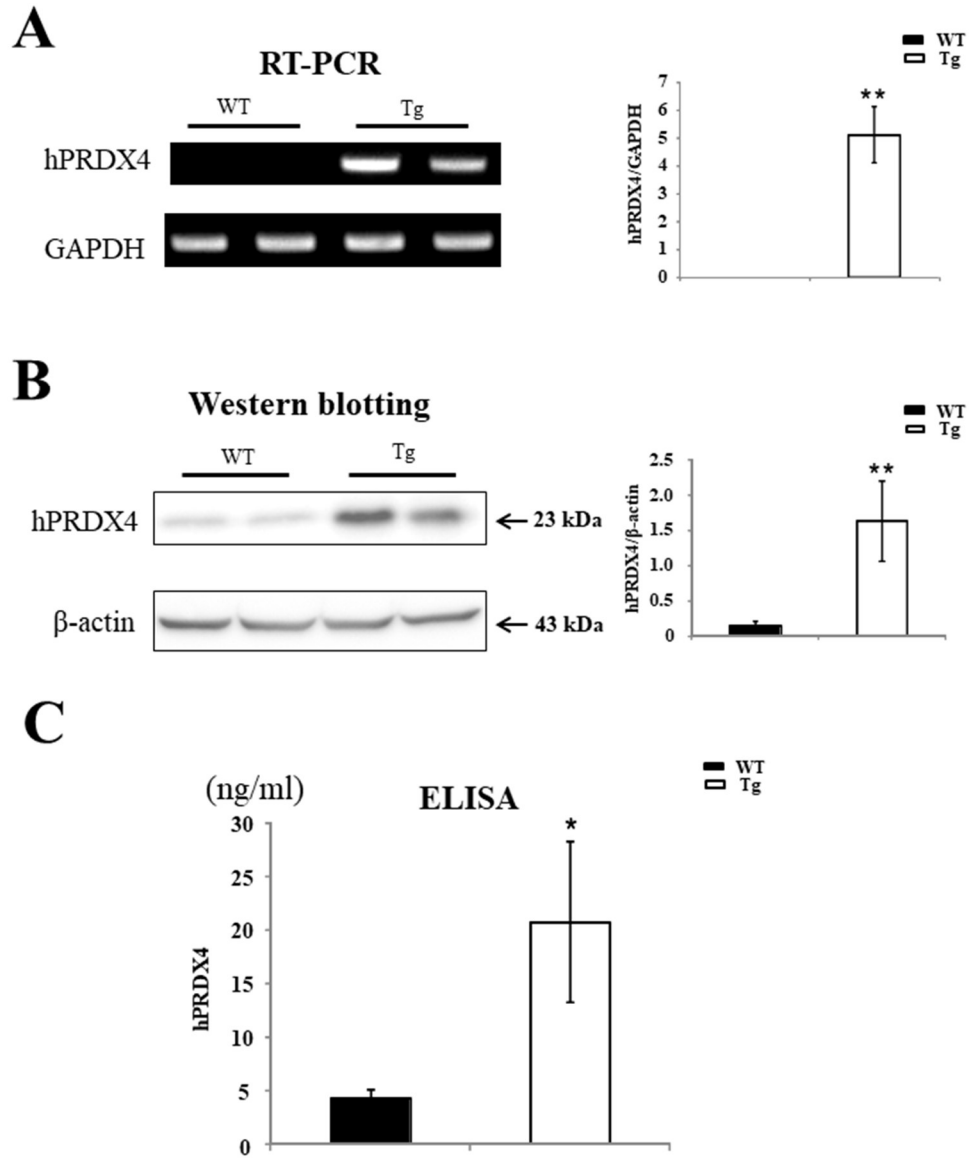 A
RT-PCR
WT Tg
hPRDX4
GAPDH
WT
Tg
hPRDX4/GAPDH
7
6
5
4
3
2
1
0
**
B
Western blotting
WT Tg
hPRDX4
23 kDa
β-actin
43 kDa
WT
Tg
hPRDX4/β-actin
2.5
2.0
1.5
1.0
0.5
0
**
C
(ng/ml)
ELISA
WT
Tg
hPRDX4
30
25
20
15
10
5
0
*